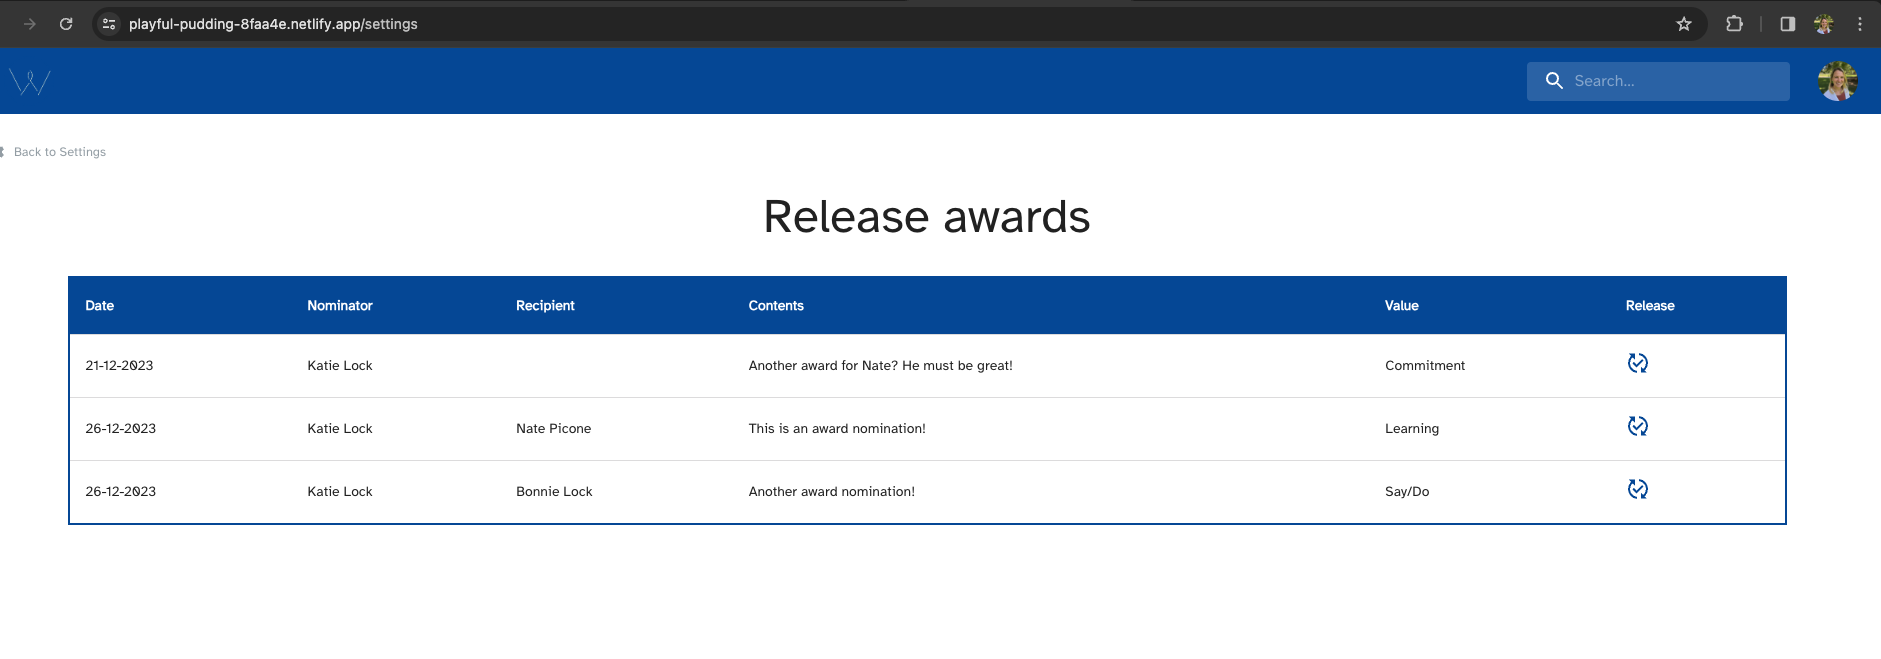 playful-pudding-8faa4e.netlify.app/settings
W
Search...
Back to Settings
Release awards
Date Nominator Recipient Contents Value Release
21-12-2023 Katie Lock Another award for Nate? He must be great! Commitment
26-12-2023 Katie Lock Nate Picone This is an award nomination! Learning
26-12-2023 Katie Lock Bonnie Lock Another award nomination! Say/Do